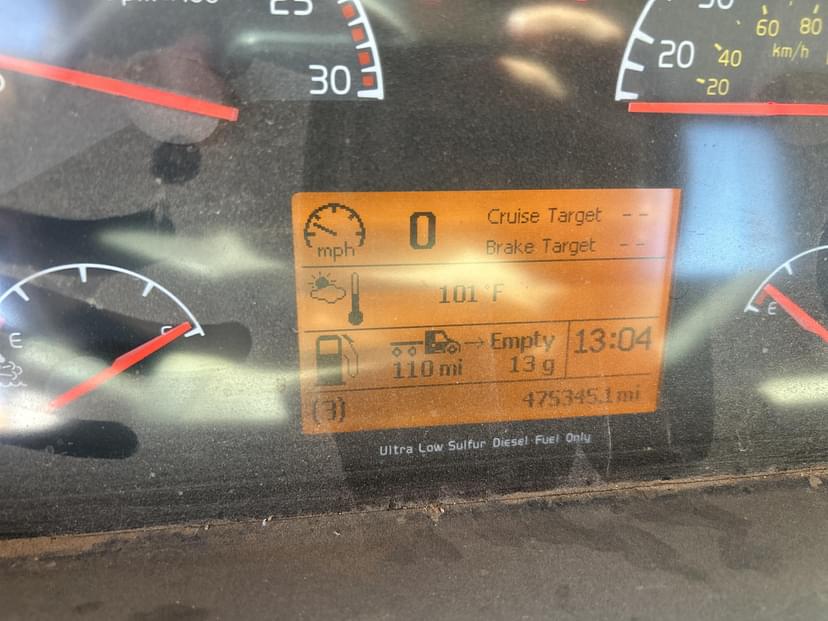 25
30
30
20
60 80
40
km/h
20
mph
0
Cruise Target --
Brake Target --
101°F
→ Empty
110 mi 13 g
13:04
(3) 475345.1 mi
E
E
Ultra Low Sulfur Diesel Fuel Only